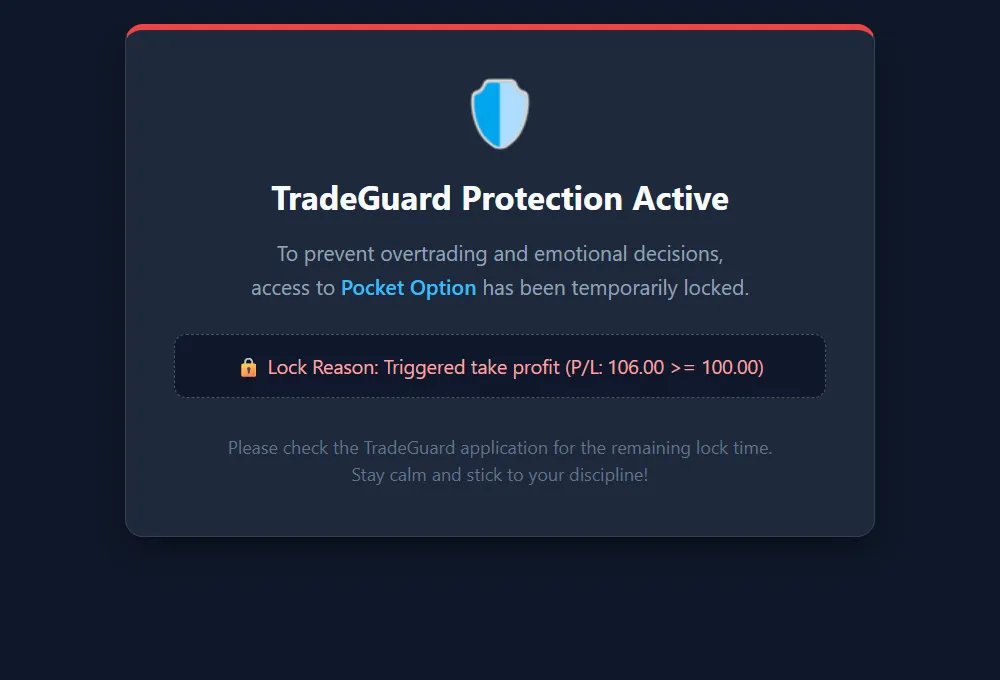 TradeGuard Protection Active
To prevent overtrading and emotional decisions,
access to Pocket Option has been temporarily locked.
🔒 Lock Reason: Triggered take profit (P/L: 106.00 >= 100.00)
Please check the TradeGuard application for the remaining lock time.
Stay calm and stick to your discipline!